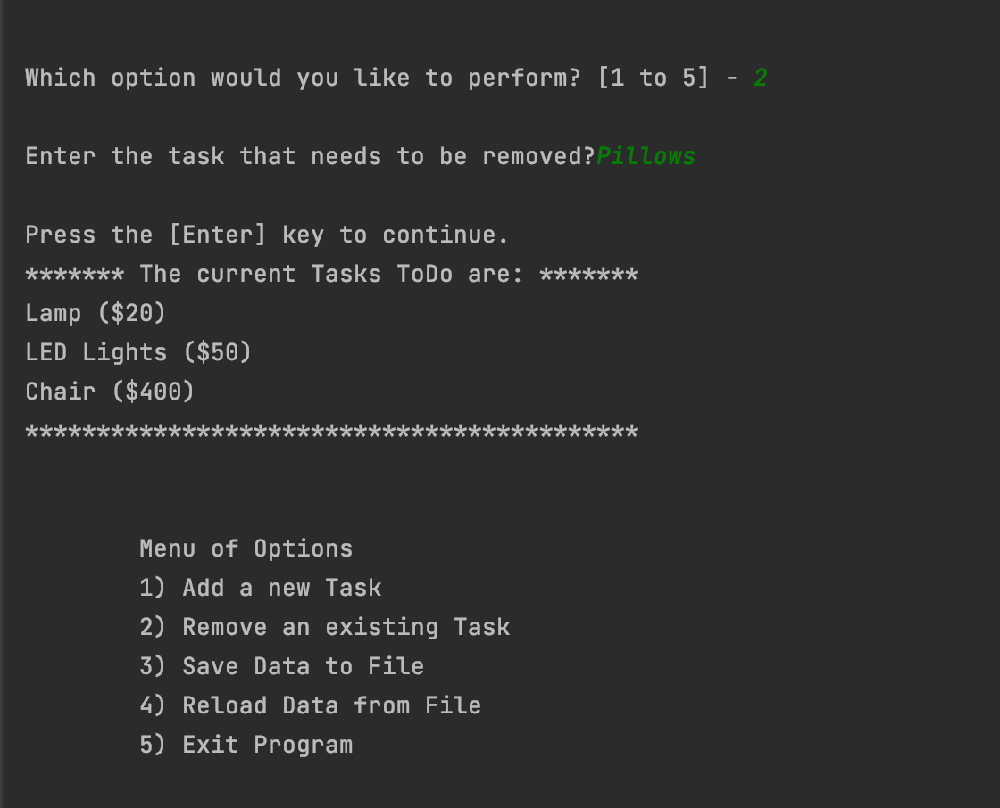 Which option would you like to perform? [1 to 5] - 2
Enter the task that needs to be removed?Pillows
Press the [Enter] key to continue.
******* The current Tasks ToDo are: *******
Lamp ($20)
LED Lights ($50)
Chair ($400)
*******************************************
Menu of Options
1) Add a new Task
2) Remove an existing Task
3) Save Data to File
4) Reload Data from File
5) Exit Program